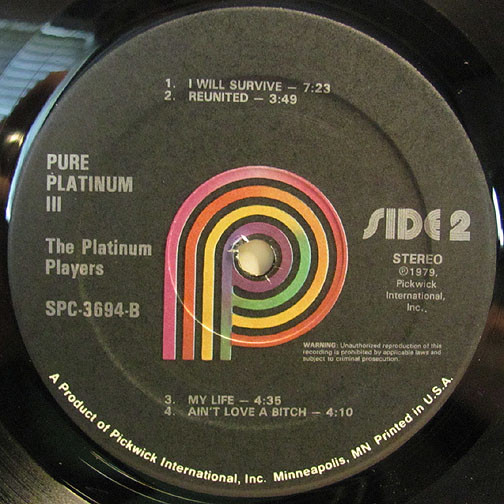 1. I WILL SURVIVE — 7:23
2. REUNITED — 3:49
PURE
PLATINUM
III
The Platinum
Players
SPC-3694-B
SIDE 2
STEREO
℗1979,
Pickwick
International,
Inc.
WARNING: Unauthorized reproduction of this
recording is prohibited by applicable laws and
subject to criminal prosecution.
3. MY LIFE — 4:35
4. AIN'T LOVE A BITCH — 4:10
A Product of Pickwick International, Inc. Minneapolis, MN Printed in U.S.A.